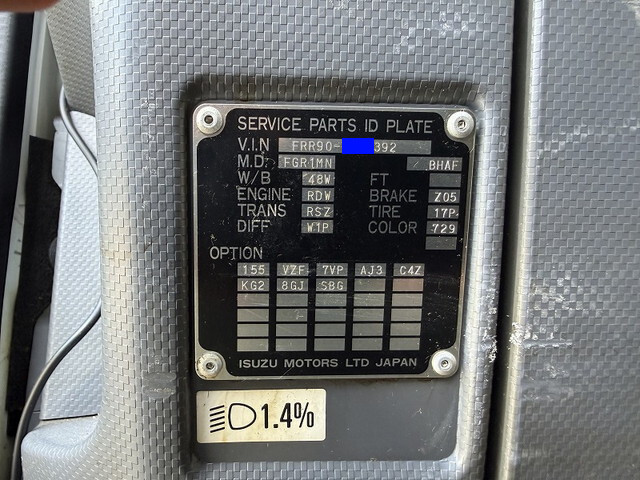 SERVICE PARTS ID PLATE
V.I.N FRR90- 392
M.D. FGR1MN BHAF
W/B 48W FT
ENGINE RDW BRAKE Z05
TRANS RSZ TIRE 17P
DIFF W1P COLOR 729
OPTION
155 VZF 7VP AJ3 C4Z
KG2 8GJ SBG
ISUZU MOTORS LTD JAPAN
1.4%